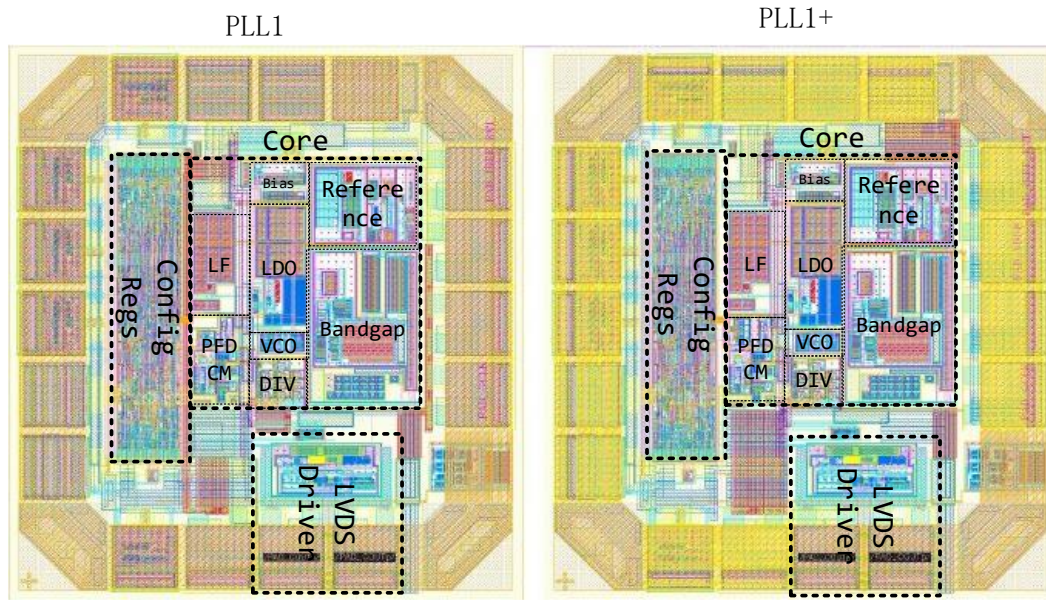 PLL1
PLL1+
Core
Bias
Refere
nce
LF
LDO
Config
Regs
Bandgap
PFD
CM
VCO
DIV
LVDS
Driver
Core
Bias
Refere
nce
LF
LDO
Config
Regs
Bandgap
PFD
CM
VCO
DIV
LVDS
Driver